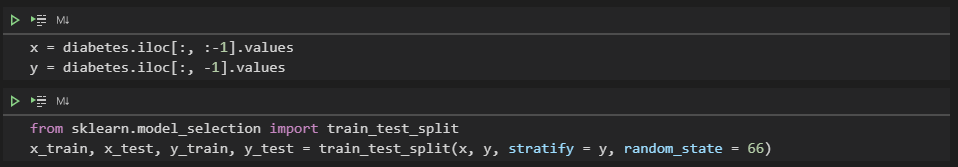 M↓
x = diabetes.iloc[:, :-1].values
y = diabetes.iloc[:, -1].values
M↓
from sklearn.model_selection import train_test_split
x_train, x_test, y_train, y_test = train_test_split(x, y, stratify = y, random_state = 66)